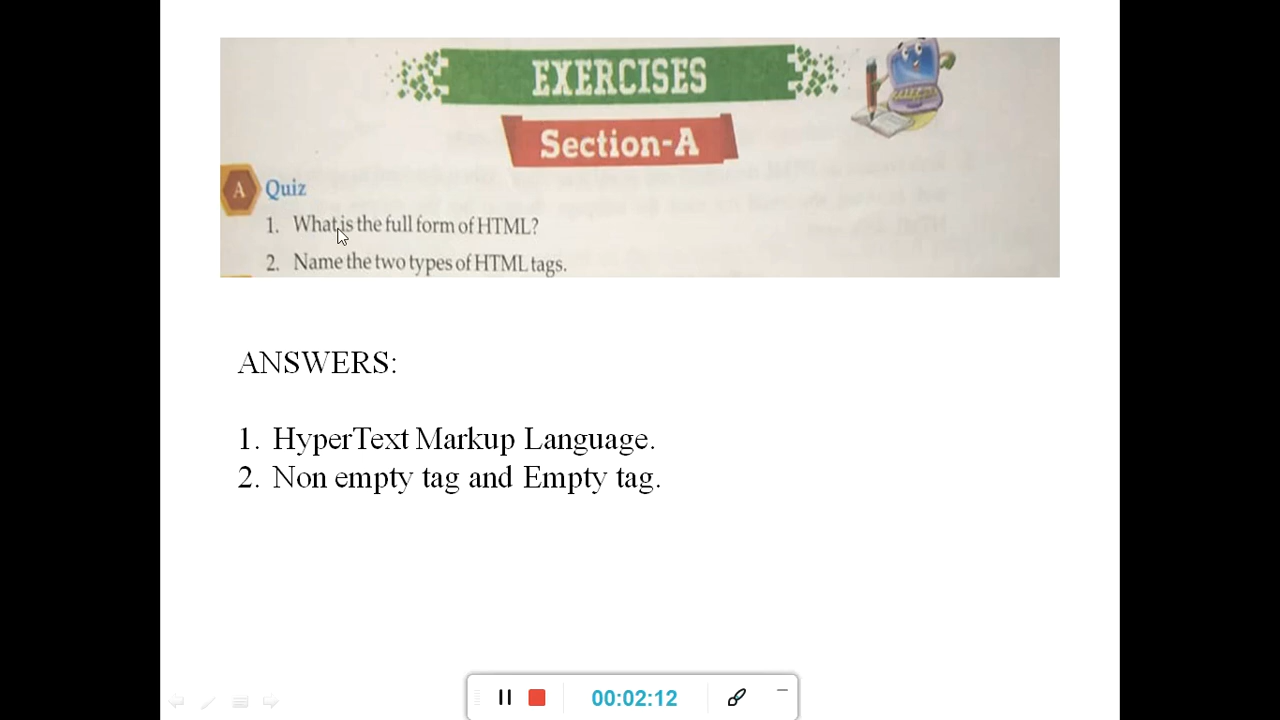 EXERCISES
Section-A
A Quiz
1. What is the full form of HTML?
2. Name the two types of HTML tags.
ANSWERS:
1. HyperText Markup Language.
2. Non empty tag and Empty tag.
00:02:12